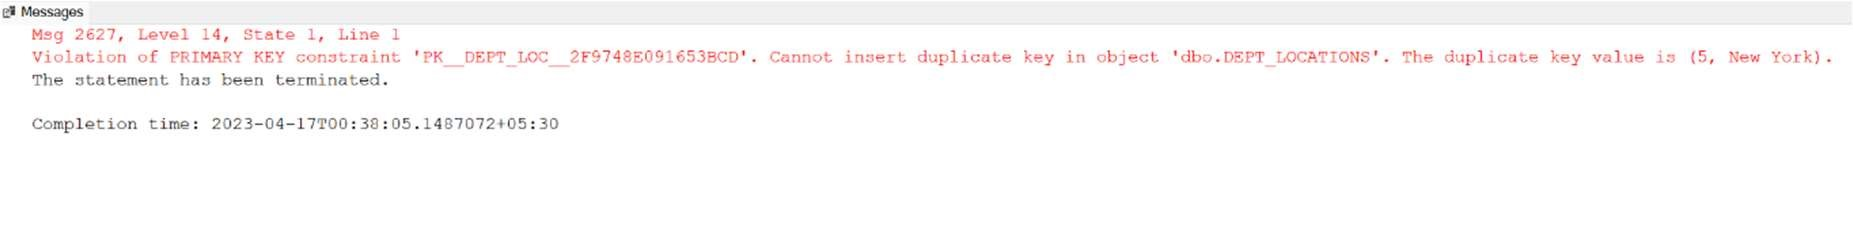 Messages
Msg 2627, Level 14, State 1, Line 1
Violation of PRIMARY KEY constraint 'PK__DEPT_LOC__2F9748E091653BCD'. Cannot insert duplicate key in object 'dbo.DEPT_LOCATIONS'. The duplicate key value is (5, New York).
The statement has been terminated.
Completion time: 2023-04-17T00:38:05.1487072+05:30